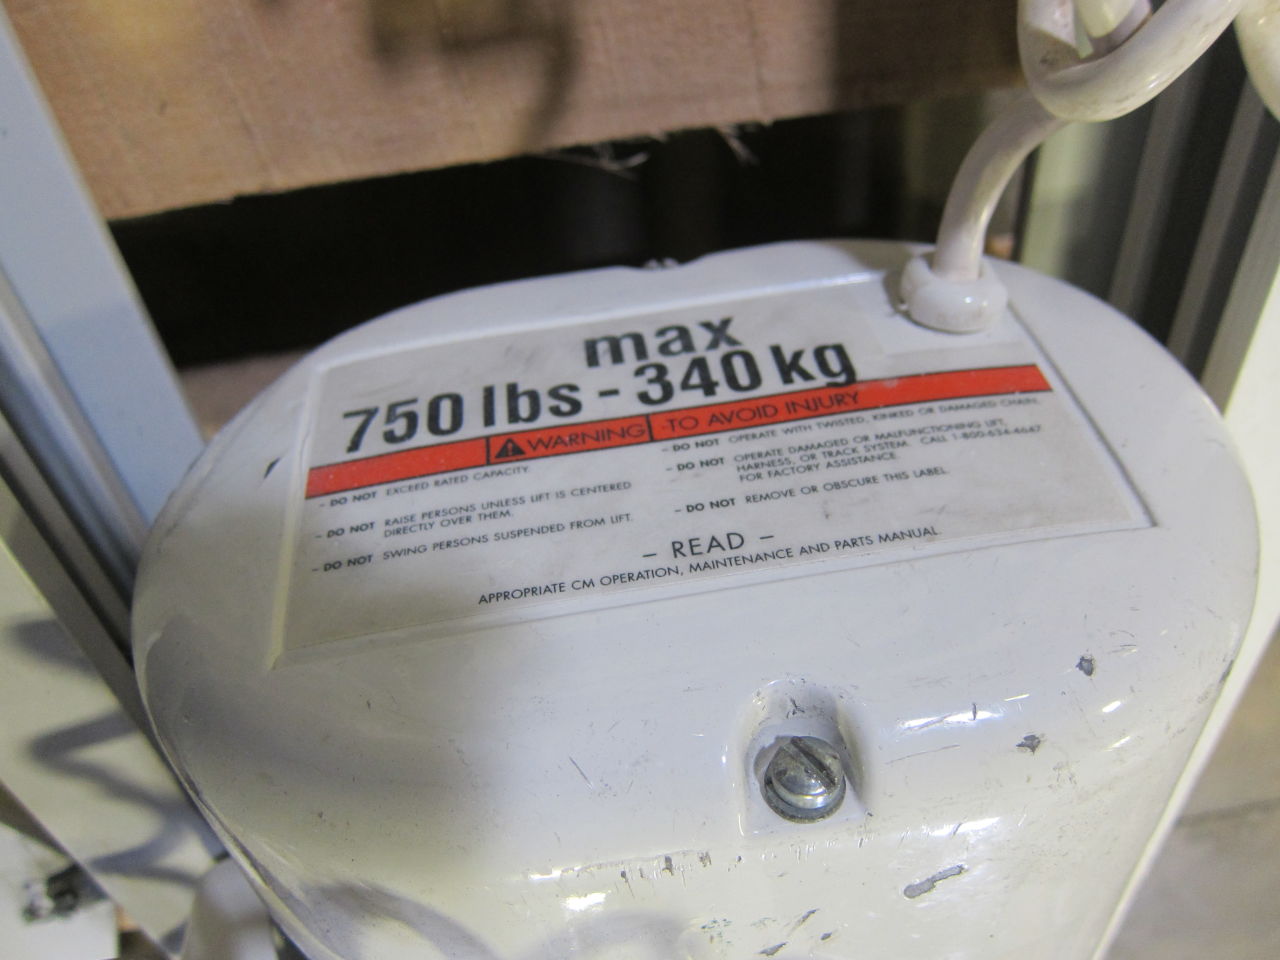 max
750 lbs - 340 kg
WARNING -TO AVOID INJURY
- DO NOT EXCEED RATED CAPACITY.
- DO NOT RAISE PERSONS UNLESS LIFT IS CENTERED
DIRECTLY OVER THEM.
- DO NOT SWING PERSONS SUSPENDED FROM LIFT.
- DO NOT OPERATE WITH TWISTED, KINKED OR DAMAGED CHAIN.
- DO NOT OPERATE DAMAGED OR MALFUNCTIONING LIFT,
HARNESS, OR TRACK SYSTEM. CALL 1-800-634-4647
FOR FACTORY ASSISTANCE.
- DO NOT REMOVE OR OBSCURE THIS LABEL.
- READ -
APPROPRIATE CM OPERATION, MAINTENANCE AND PARTS MANUAL.